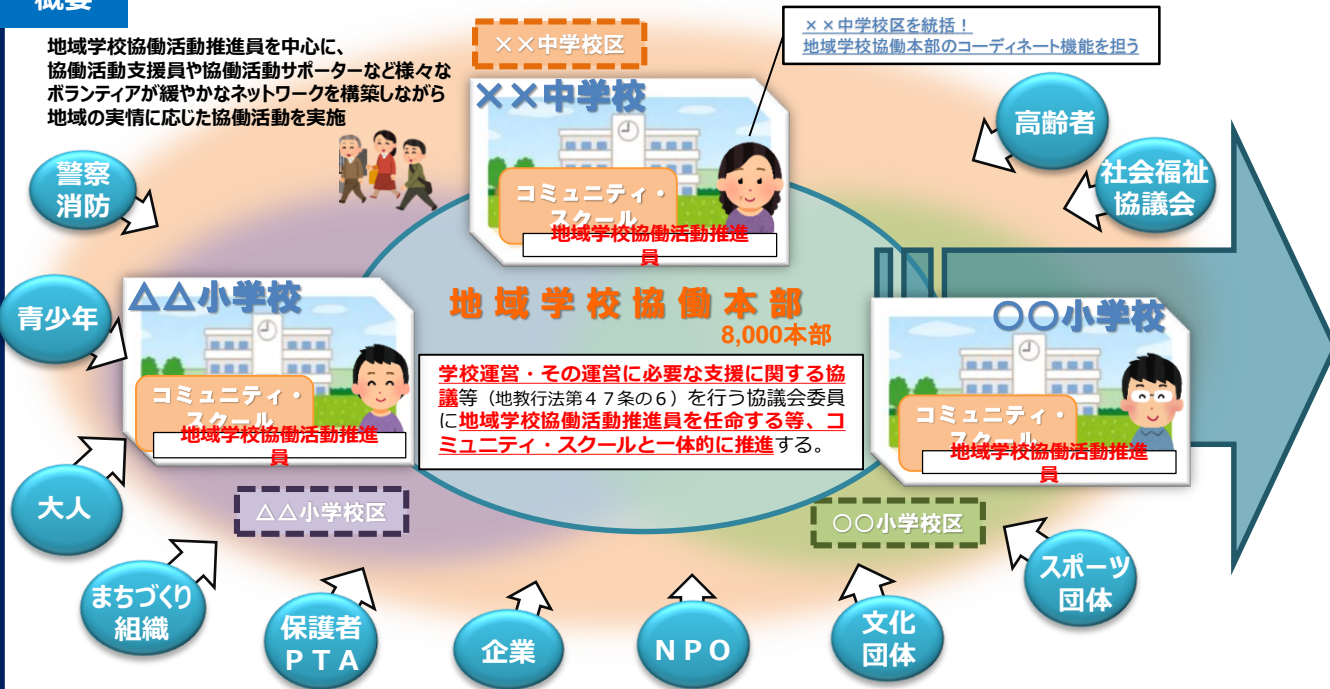 概要
地域学校協働活動推進員を中心に、
協働活動支援員や協働活動サポーターなど様々な
ボランティアが緩やかなネットワークを構築しながら
地域の実情に応じた協働活動を実施
××中学校区
××中学校区を統括！
地域学校協働本部のコーディネート機能を担う
××中学校
コミュニティ・
スクール
地域学校協働活動推進
員
高齢者
社会福祉
協議会
警察
消防
青少年
△△小学校
コミュニティ・
スクール
地域学校協働活動推進
員
地域学校協働本部
8,000本部
学校運営・その運営に必要な支援に関する協
議等（地教行法第４７条の６）を行う協議会委員
に地域学校協働活動推進員を任命する等、コ
ミュニティ・スクールと一体的に推進する。
〇〇小学校
コミュニティ・
スクール
地域学校協働活動推進
員
大人
△△小学校区
〇〇小学校区
まちづくり
組織
保護者
ＰＴＡ
企業
ＮＰＯ
文化
団体
スポーツ
団体